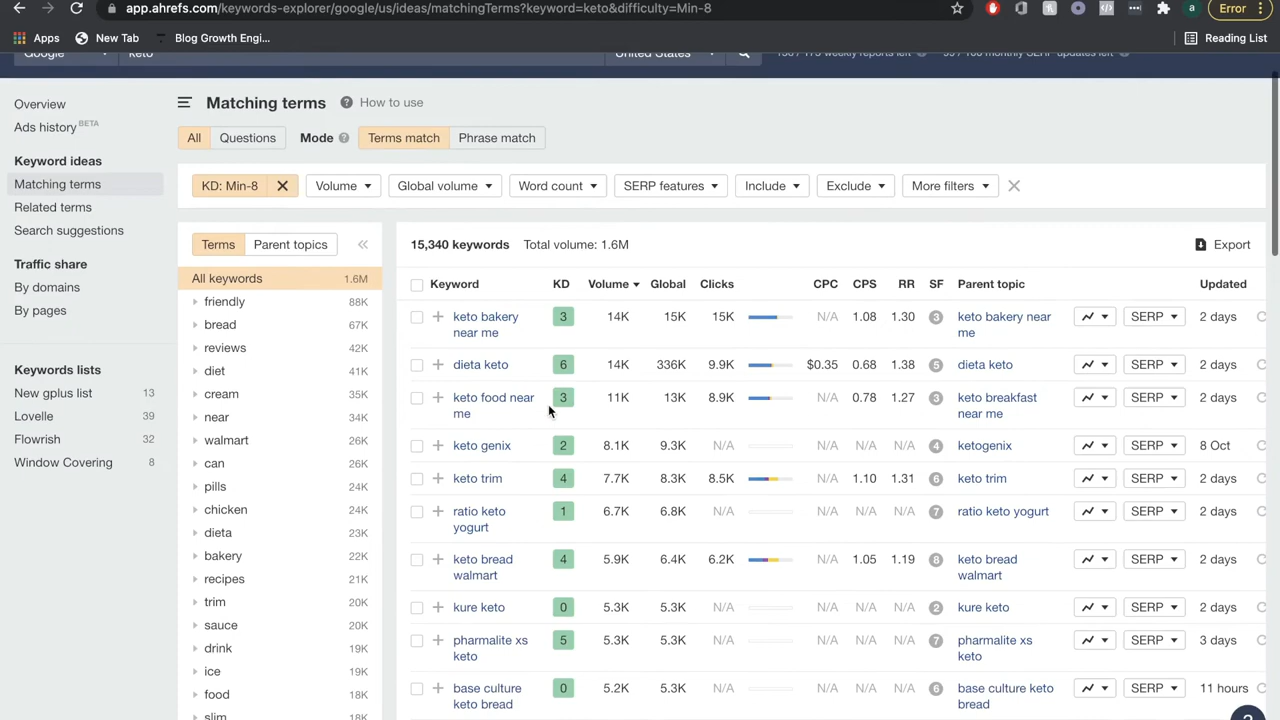 app.ahrefs.com/keywords-explorer/google/us/ideas/matchingTerms?keyword=keto&difficulty=Min-8
a
Error
Apps
New Tab
Blog Growth Engi...
Reading List
Google
keto
United States
Overview
Ads history BETA
Keyword ideas
Matching terms
Related terms
Search suggestions
Traffic share
By domains
By pages
Keywords lists
New gplus list 13
Lovelle 39
Flowrish 32
Window Covering 8
Matching terms ? How to use
All Questions Mode ? Terms match Phrase match
KD: Min-8 Volume Global volume Word count SERP features Include Exclude More filters
Terms Parent topics
All keywords 1.6M
friendly 88K
bread 67K
reviews 42K
diet 41K
cream 35K
near 34K
walmart 26K
can 26K
pills 24K
chicken 24K
dieta 24K
bakery 22K
recipes 21K
trim 20K
sauce 20K
drink 19K
ice 19K
food 18K
slim 18K
15,340 keywords Total volume: 1.6M Export
Keyword KD Volume Global Clicks CPC CPS RR SF Parent topic Updated
keto bakery near me 3 14K 15K 15K N/A 1.08 1.30 3 keto bakery near me SERP 2 days
dieta keto 6 14K 336K 9.9K $0.35 0.68 1.38 5 dieta keto SERP 2 days
keto food near me 3 11K 13K 8.9K N/A 0.78 1.27 3 keto breakfast near me SERP 2 days
keto genix 2 8.1K 9.3K N/A N/A N/A N/A 4 ketogenix SERP 8 Oct
keto trim 4 7.7K 8.3K 8.5K N/A 1.10 1.31 6 keto trim SERP 2 days
ratio keto yogurt 1 6.7K 6.8K N/A N/A N/A N/A 7 ratio keto yogurt SERP 2 days
keto bread walmart 4 5.9K 6.4K 6.2K N/A 1.05 1.19 8 keto bread walmart SERP 2 days
kure keto 0 5.3K 5.3K N/A N/A N/A N/A 2 kure keto SERP 2 days
pharmalite xs keto 5 5.3K 5.3K N/A N/A N/A N/A 7 pharmalite xs keto SERP 3 days
base culture keto bread 0 5.2K 5.3K N/A N/A N/A N/A 6 base culture keto bread SERP 11 hours